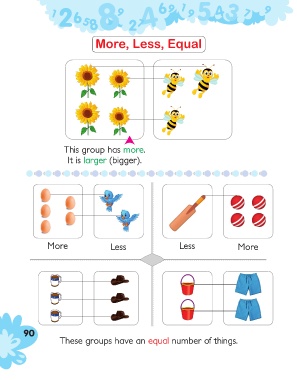 More, Less, Equal
This group has more.
It is larger (bigger).
More Less Less More
90
These groups have an equal number of things.